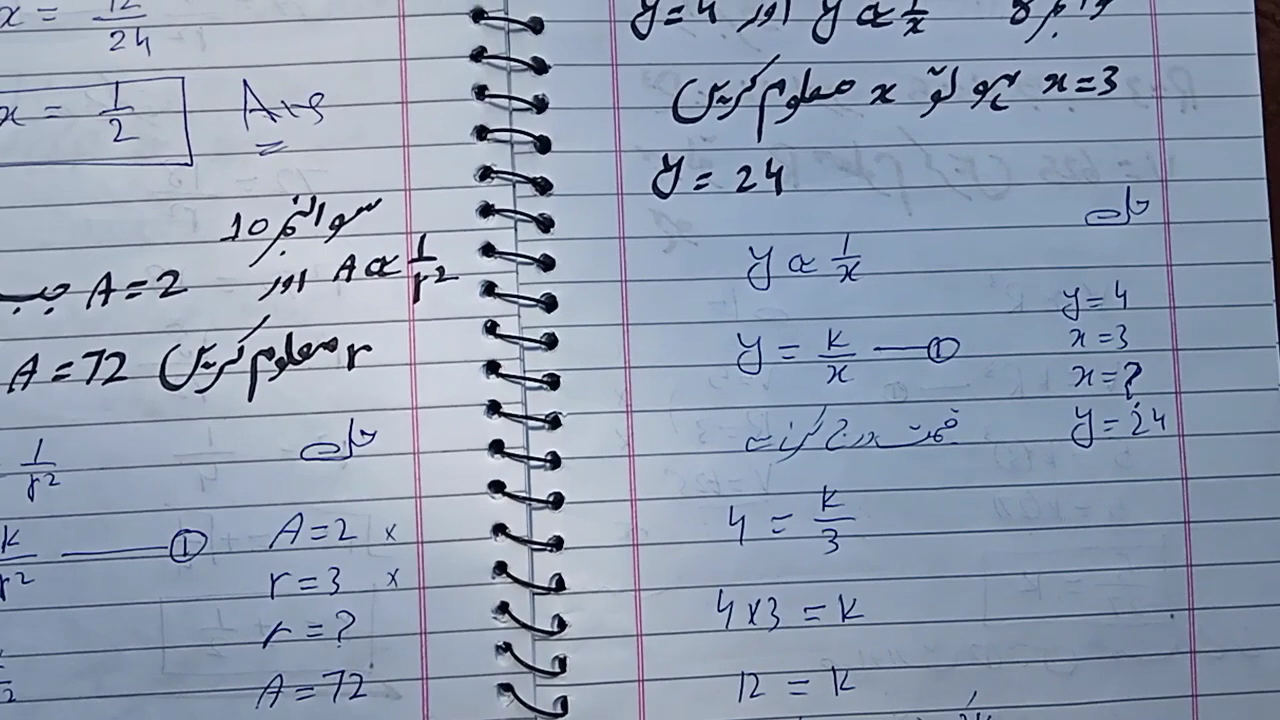 x = 12/24
x = 1/2 Ans
سوال نمبر 10
A ∝ 1/r² اور A = 2 جب
r معلوم کریں A = 72
حل
1/r²
k/r² —— ①
A = 2 ×
r = 3 ×
r = ?
A = 72
y = 4 اور y ∝ 1/x 8
x = 3 ہو تو x معلوم کریں
y = 24
حل
y ∝ 1/x
y = k/x — ①
y = 4
x = 3
x = ?
y = 24
قیمت درج کرنے سے
4 = k/3
4 × 3 = k
12 = k